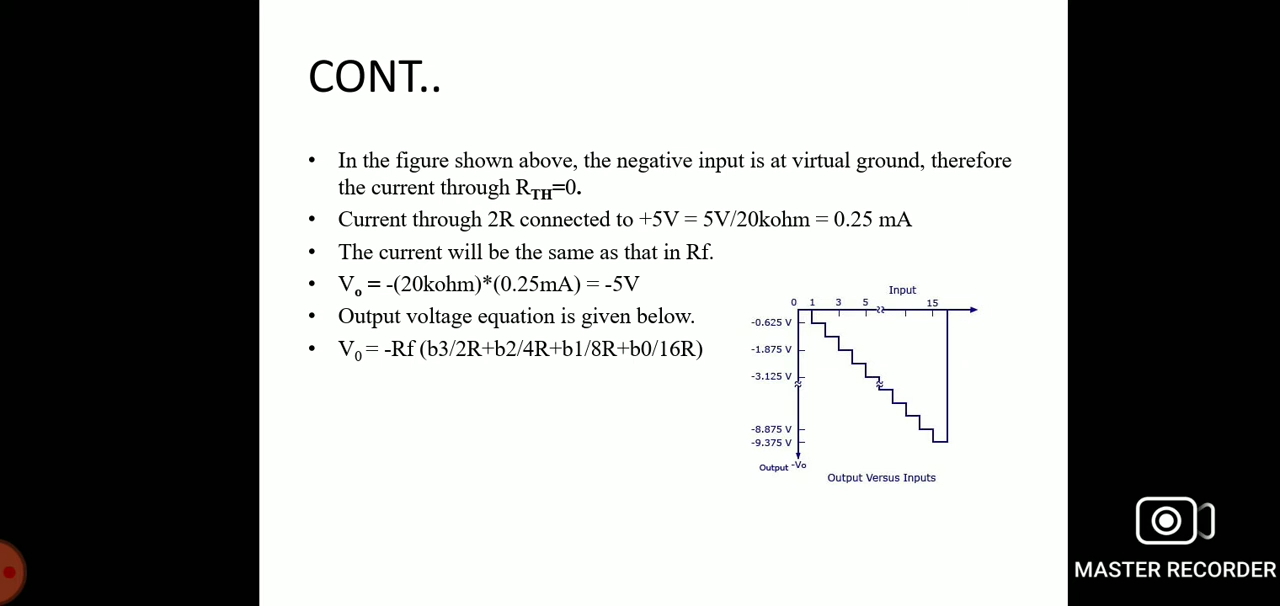 CONT..
• In the figure shown above, the negative input is at virtual ground, therefore
the current through RTH=0.
• Current through 2R connected to +5V = 5V/20kohm = 0.25 mA
• The current will be the same as that in Rf.
• Vo = -(20kohm)*(0.25mA) = -5V
• Output voltage equation is given below.
• V0 = -Rf (b3/2R+b2/4R+b1/8R+b0/16R)
Input
0 1 3 5 15
-0.625 V
-1.875 V
-3.125 V
-8.875 V
-9.375 V
Output -Vo
Output Versus Inputs
MASTER RECORDER